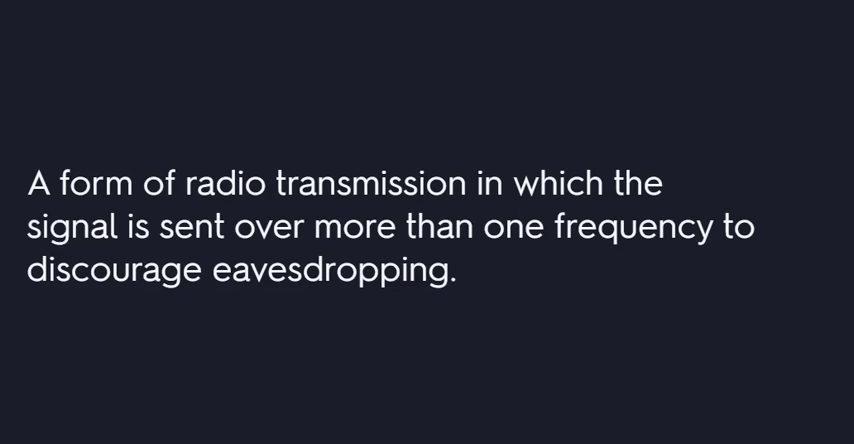 A form of radio transmission in which the
signal is sent over more than one frequency to
discourage eavesdropping.